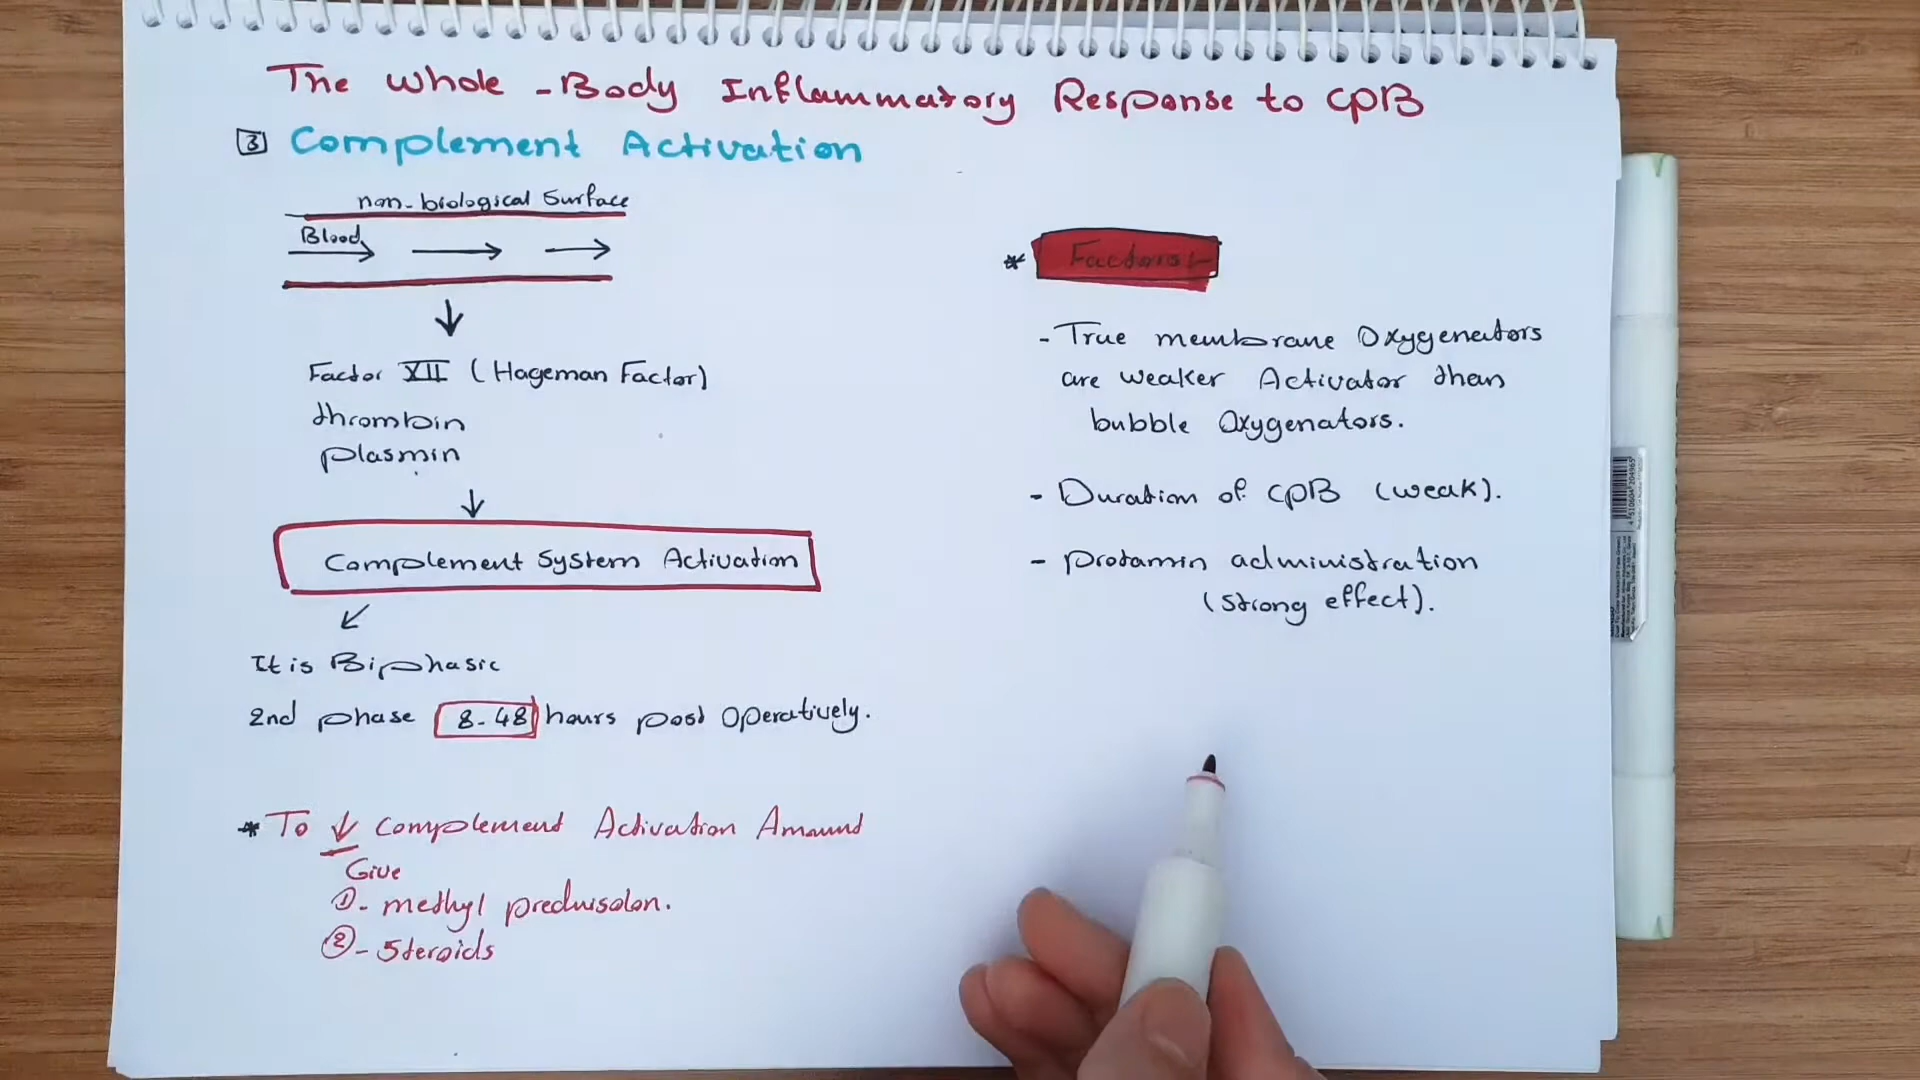 The Whole-Body Inflammatory Response to CPB
3 Complement Activation
non-biological Surface
Blood
Factor XII (Hageman Factor)
thrombin
plasmin
Complement System Activation
It is Biphasic
2nd phase 8-48 hours post Operatively.
* To ↓ Complement Activation Amount
Give
①- methyl prednisolon.
②- Steroids
* Factors:-
- True membrane Oxygenators
are weaker Activator than
bubble Oxygenators.
- Duration of CPB (weak).
- protamin administration
(strong effect).